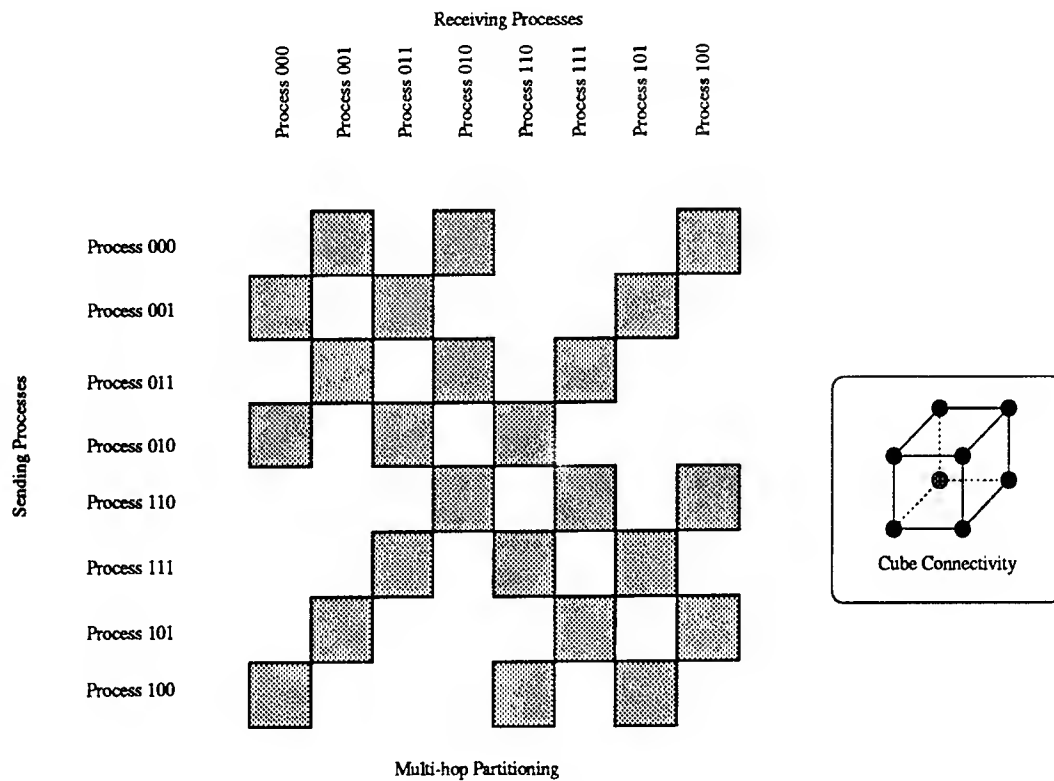 Receiving Processes
Process 000
Process 001
Process 011
Process 010
Process 110
Process 111
Process 101
Process 100
Sending Processes
Process 000
Process 001
Process 011
Process 010
Process 110
Process 111
Process 101
Process 100
Cube Connectivity
Multi-hop Partitioning